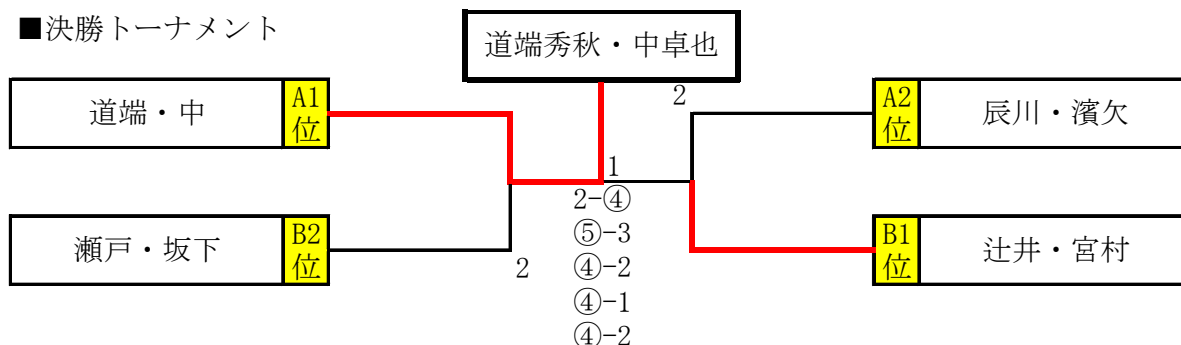 ■決勝トーナメント
道端秀秋・中卓也
道端・中
A1
位
2
A2
位
辰川・濱欠
1
2-④
⑤-3
④-2
④-1
④-2
瀬戸・坂下
B2
位
2
B1
位
辻井・宮村